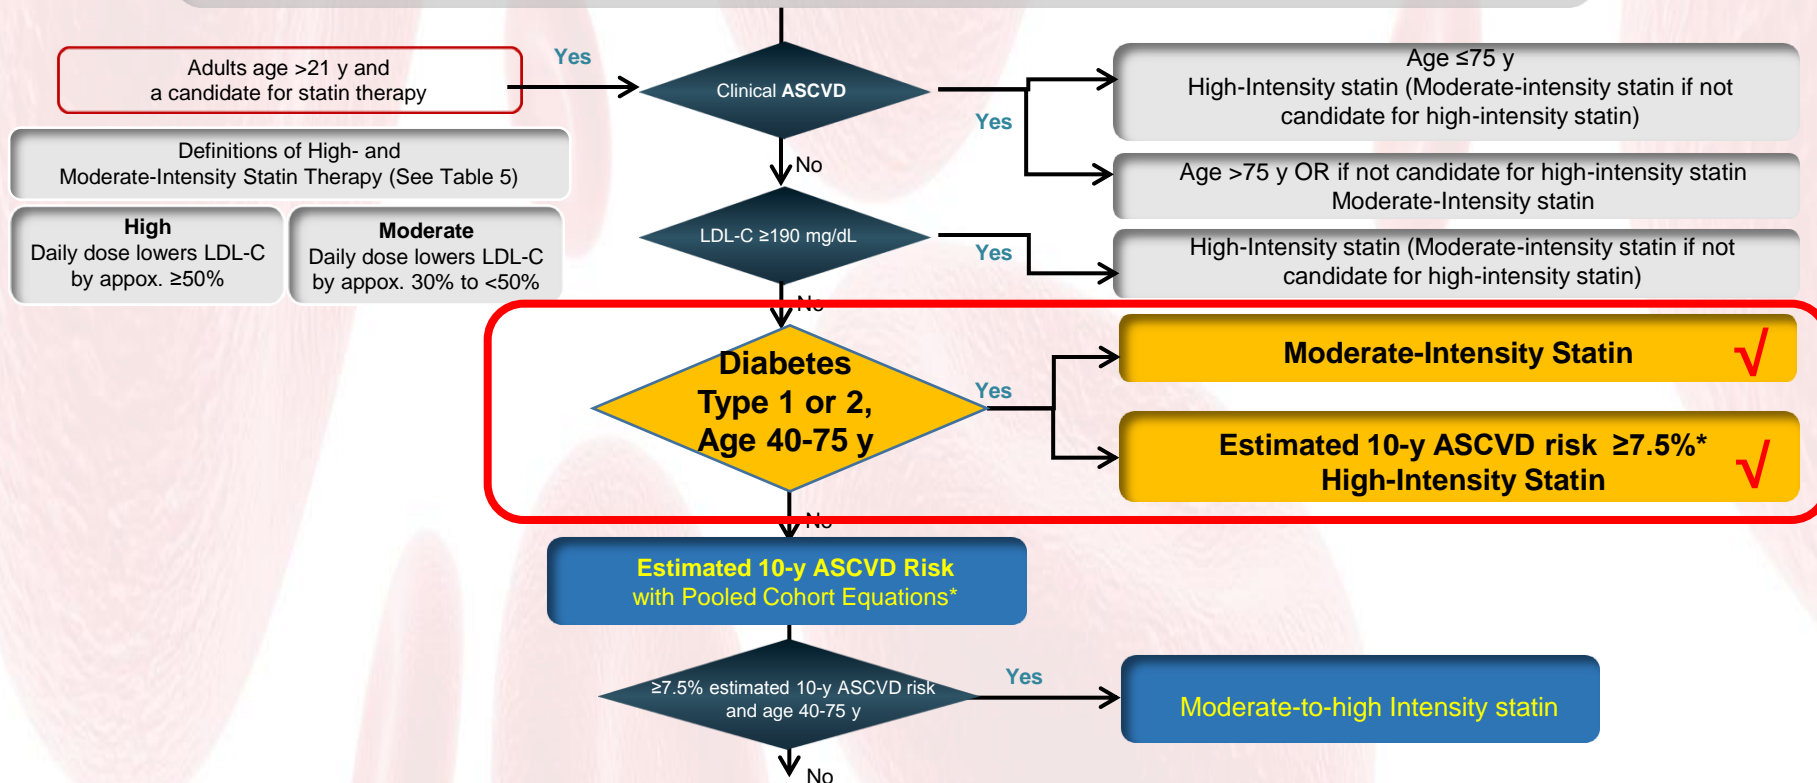 Adults age >21 y and
a candidate for statin therapy
Yes
Clinical ASCVD
Yes
Age ≤75 y
High-Intensity statin (Moderate-intensity statin if not
candidate for high-intensity statin)
Age >75 y OR if not candidate for high-intensity statin
Moderate-Intensity statin
Definitions of High- and
Moderate-Intensity Statin Therapy (See Table 5)
High
Daily dose lowers LDL-C
by appox. ≥50%
Moderate
Daily dose lowers LDL-C
by appox. 30% to <50%
No
LDL-C ≥190 mg/dL
Yes
High-Intensity statin (Moderate-intensity statin if not
candidate for high-intensity statin)
No
Diabetes
Type 1 or 2,
Age 40-75 y
Yes
Moderate-Intensity Statin √
Estimated 10-y ASCVD risk ≥7.5%*
High-Intensity Statin √
No
Estimated 10-y ASCVD Risk
with Pooled Cohort Equations*
≥7.5% estimated 10-y ASCVD risk
and age 40-75 y
Yes
Moderate-to-high Intensity statin
No